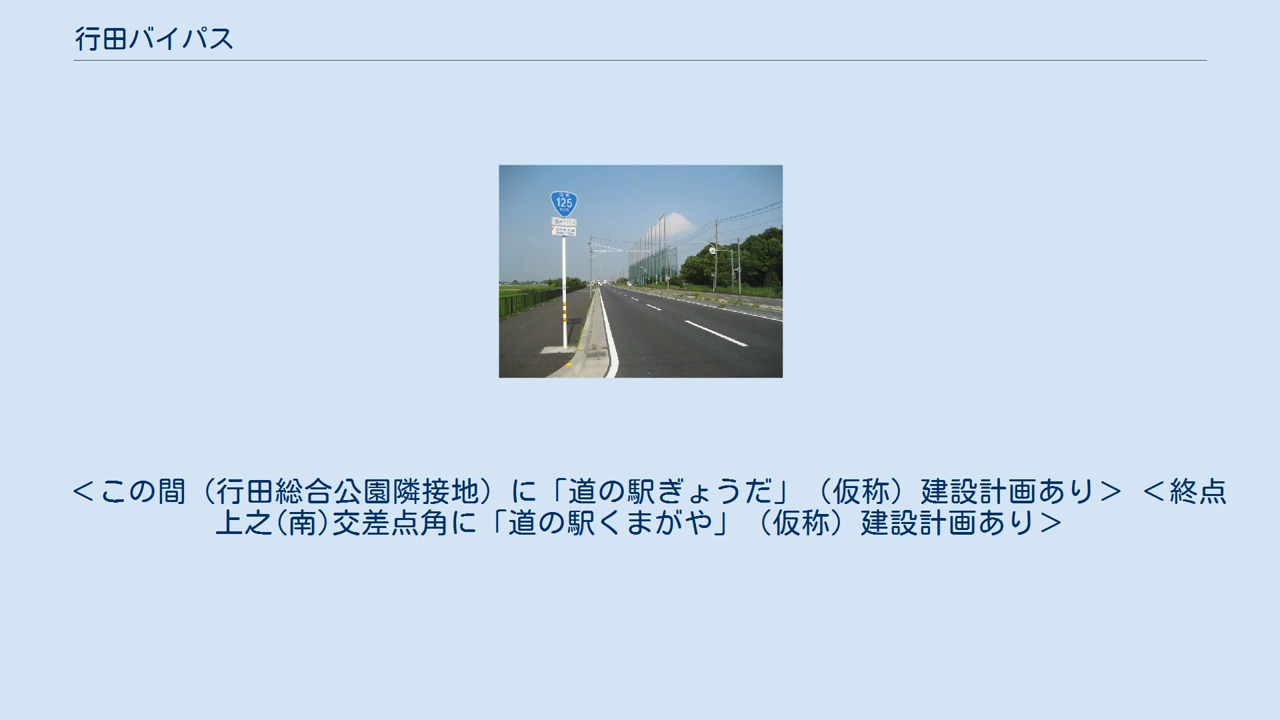 行田バイパス
125
＜この間（行田総合公園隣接地）に「道の駅ぎょうだ」（仮称）建設計画あり＞ ＜終点
上之(南)交差点角に「道の駅くまがや」（仮称）建設計画あり＞